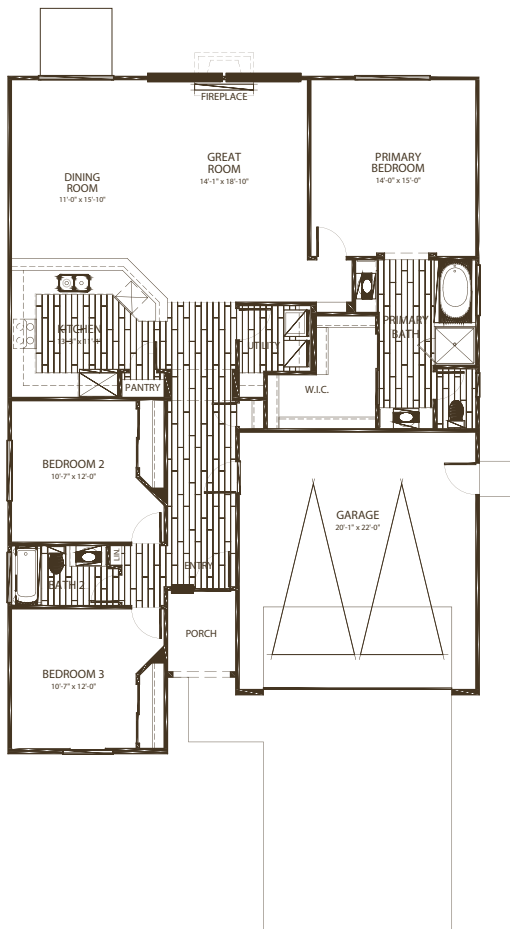 FIREPLACE
GREAT
ROOM
14'-1" x 18'-10"
DINING
ROOM
11'-0" x 15'-10"
PRIMARY
BEDROOM
14'-0" x 15'-0"
KITCHEN
UTILITY
PRIMARY
BATH
PANTRY
W.I.C.
BEDROOM 2
10'-7" x 12'-0"
GARAGE
20'-1" x 22'-0"
LIN.
BATH 2
ENTRY
PORCH
BEDROOM 3
10'-7" x 12'-0"